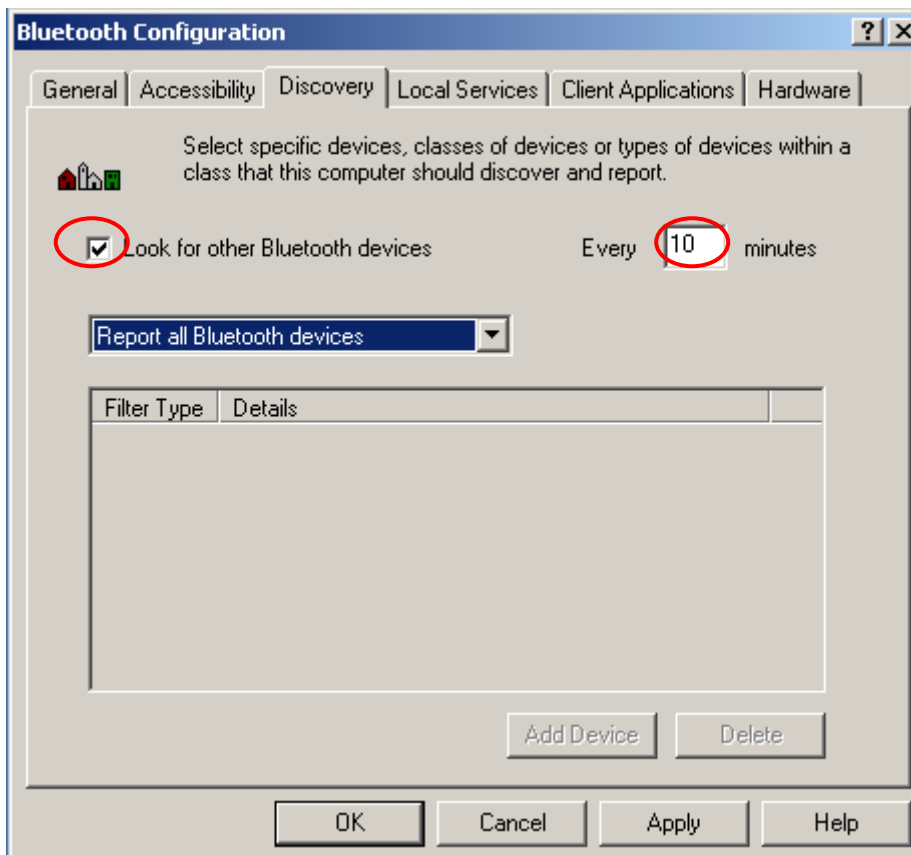 Bluetooth Configuration
General Accessibility Discovery Local Services Client Applications Hardware
Select specific devices, classes of devices or types of devices within a
class that this computer should discover and report.
Look for other Bluetooth devices Every 10 minutes
Report all Bluetooth devices
Filter Type Details
Add Device Delete
OK Cancel Apply Help